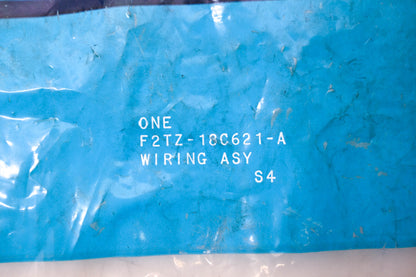 ONE
F2TZ-18C621-A
WIRING ASY
S4